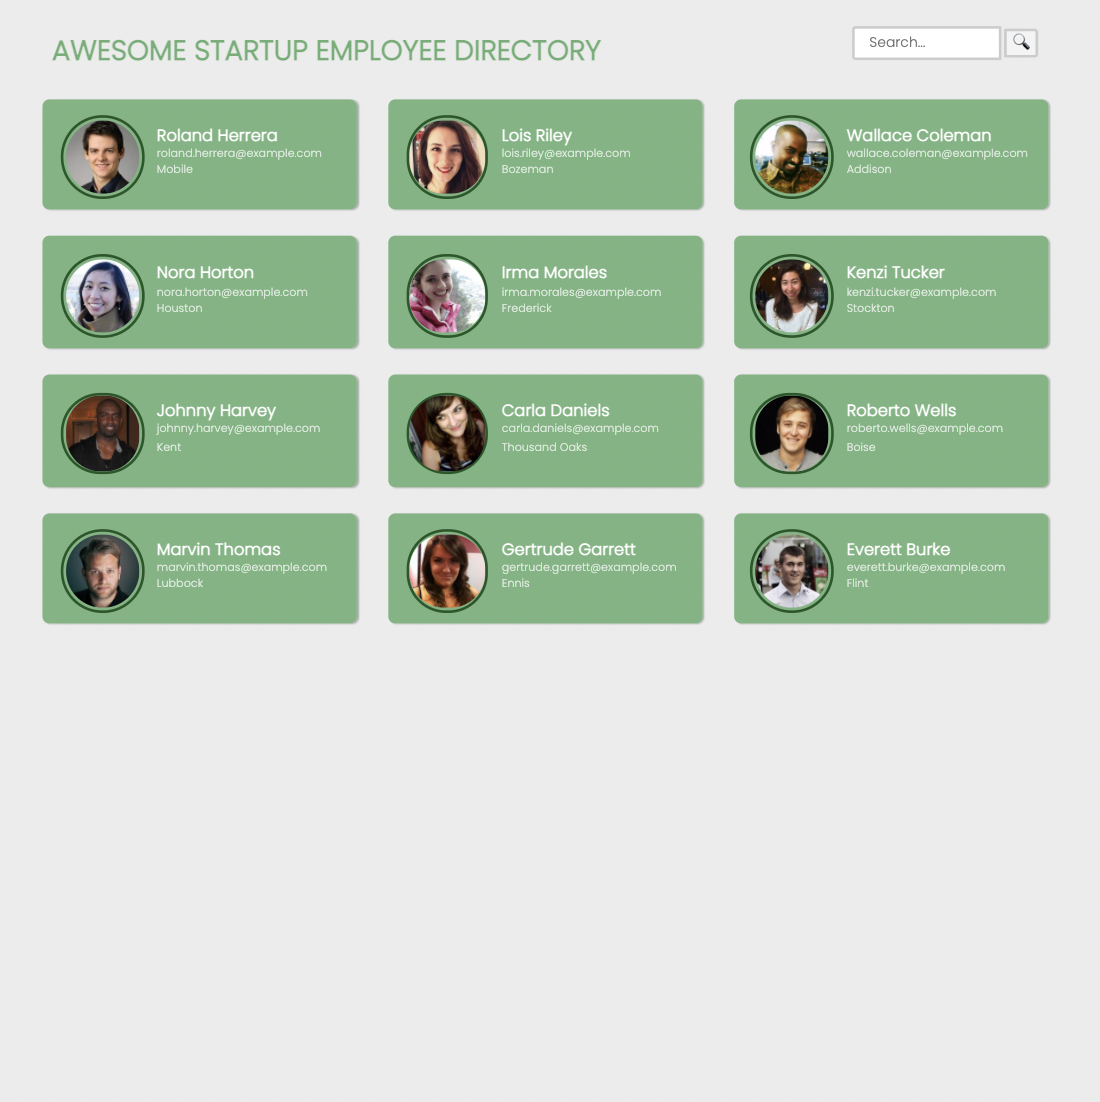 AWESOME STARTUP EMPLOYEE DIRECTORY
Search...
Roland Herrera
roland.herrera@example.com
Mobile
Lois Riley
lois.riley@example.com
Bozeman
Wallace Coleman
wallace.coleman@example.com
Addison
Nora Horton
nora.horton@example.com
Houston
Irma Morales
irma.morales@example.com
Frederick
Kenzi Tucker
kenzi.tucker@example.com
Stockton
Johnny Harvey
johnny.harvey@example.com
Kent
Carla Daniels
carla.daniels@example.com
Thousand Oaks
Roberto Wells
roberto.wells@example.com
Boise
Marvin Thomas
marvin.thomas@example.com
Lubbock
Gertrude Garrett
gertrude.garrett@example.com
Ennis
Everett Burke
everett.burke@example.com
Flint